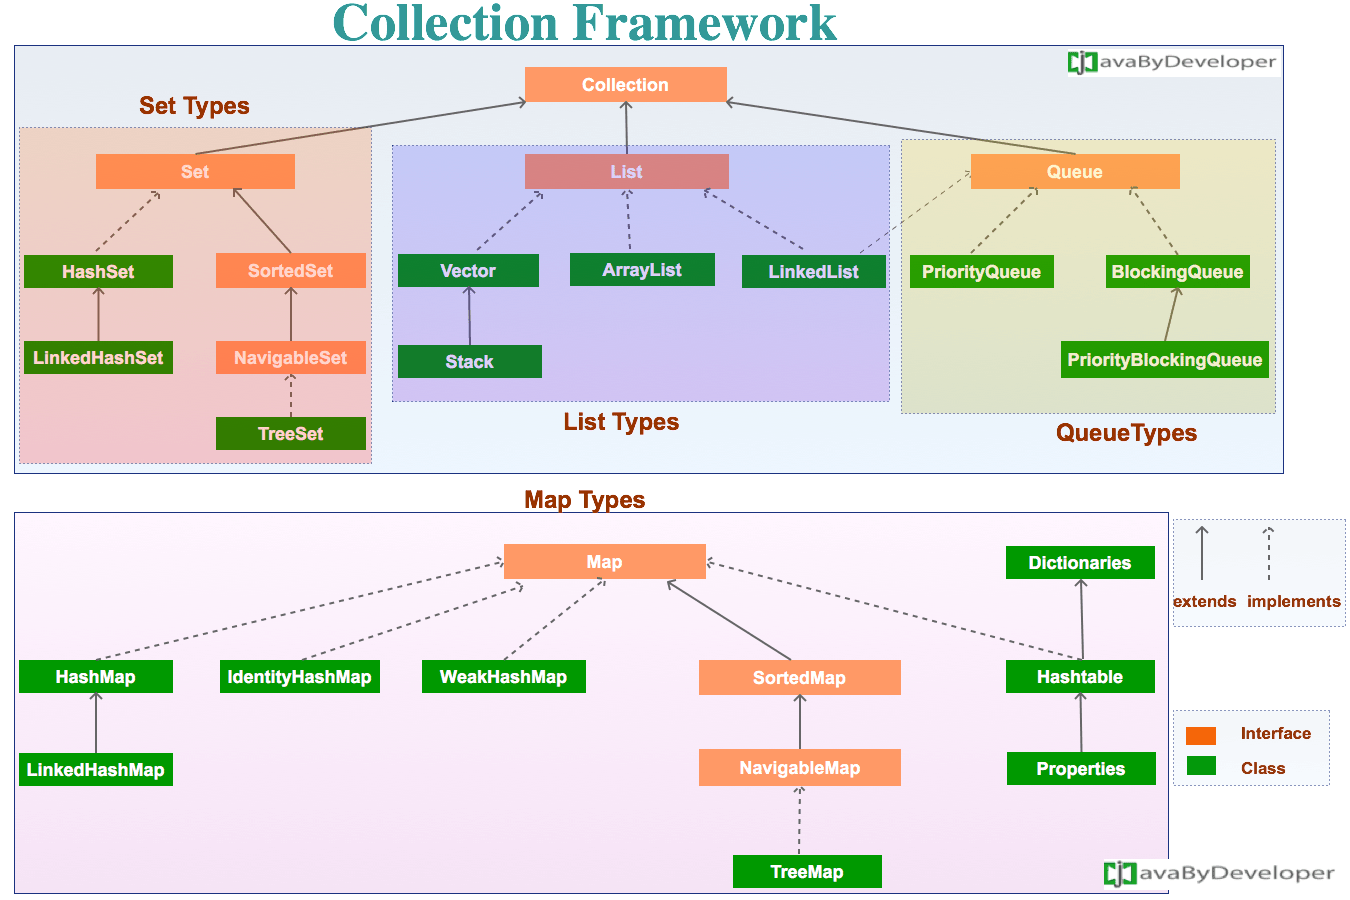 Collection Framework
JavaByDeveloper
Collection
Set Types
Set
List
Queue
HashSet
SortedSet
Vector
ArrayList
LinkedList
PriorityQueue
BlockingQueue
LinkedHashSet
NavigableSet
Stack
PriorityBlockingQueue
TreeSet
List Types
QueueTypes
Map Types
Map
Dictionaries
extends
implements
HashMap
IdentityHashMap
WeakHashMap
SortedMap
Hashtable
Interface
Class
LinkedHashMap
NavigableMap
Properties
TreeMap
JavaByDeveloper